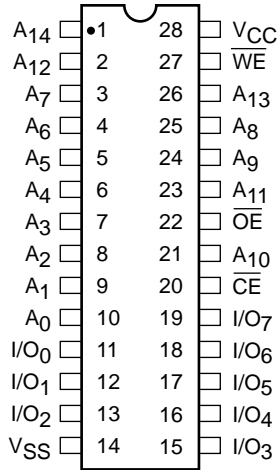 A14 1 28 VCC
A12 2 27 WE
A7 3 26 A13
A6 4 25 A8
A5 5 24 A9
A4 6 23 A11
A3 7 22 OE
A2 8 21 A10
A1 9 20 CE
A0 10 19 I/O7
I/O0 11 18 I/O6
I/O1 12 17 I/O5
I/O2 13 16 I/O4
VSS 14 15 I/O3